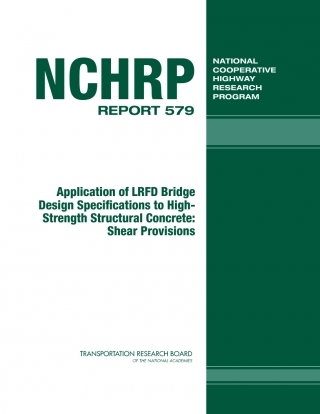 NCHRP
REPORT 579
NATIONAL
COOPERATIVE
HIGHWAY
RESEARCH
PROGRAM
Application of LRFD Bridge
Design Specifications to High-
Strength Structural Concrete:
Shear Provisions
TRANSPORTATION RESEARCH BOARD
OF THE NATIONAL ACADEMIES